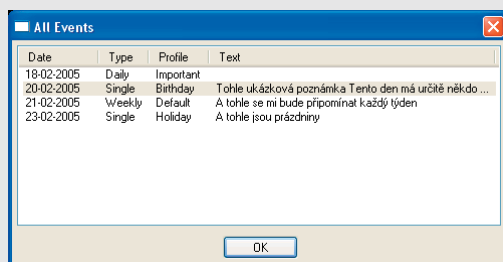 All Events
Date Type Profile Text
18-02-2005 Daily Important
20-02-2005 Single Birthday Tohle ukázková poznámka Tento den má určitě někdo ...
21-02-2005 Weekly Default A tohle se mi bude připomínat každý týden
23-02-2005 Single Holiday A tohle jsou prázdniny
OK